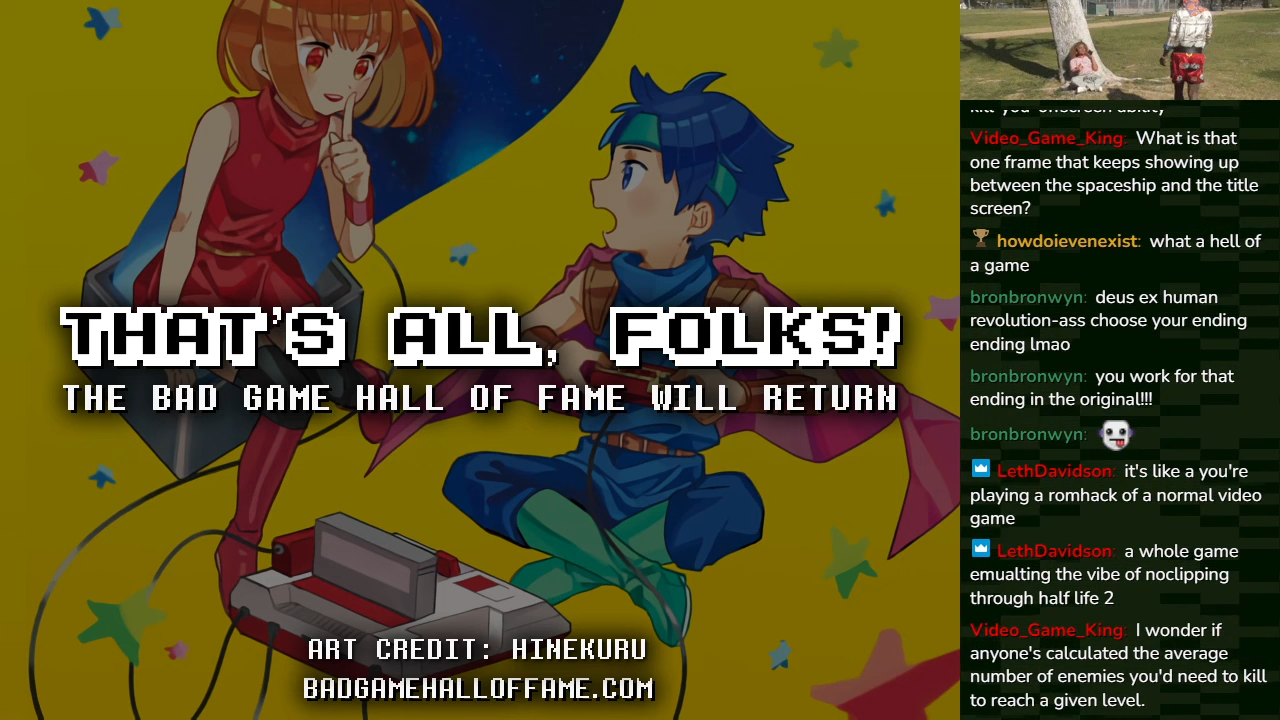 THAT'S ALL, FOLKS!
THE BAD GAME HALL OF FAME WILL RETURN
ART CREDIT: HINEKURU
BADGAMEHALLOFFAME.COM
kill-you-onscreen ability
Video_Game_King: What is that
one frame that keeps showing up
between the spaceship and the title
screen?
howdoievenexist: what a hell of
a game
bronbronwyn: deus ex human
revolution-ass choose your ending
ending lmao
bronbronwyn: you work for that
ending in the original!!!
bronbronwyn:
LethDavidson: it's like a you're
playing a romhack of a normal video
game
LethDavidson: a whole game
emualting the vibe of noclipping
through half life 2
Video_Game_King: I wonder if
anyone's calculated the average
number of enemies you'd need to kill
to reach a given level.